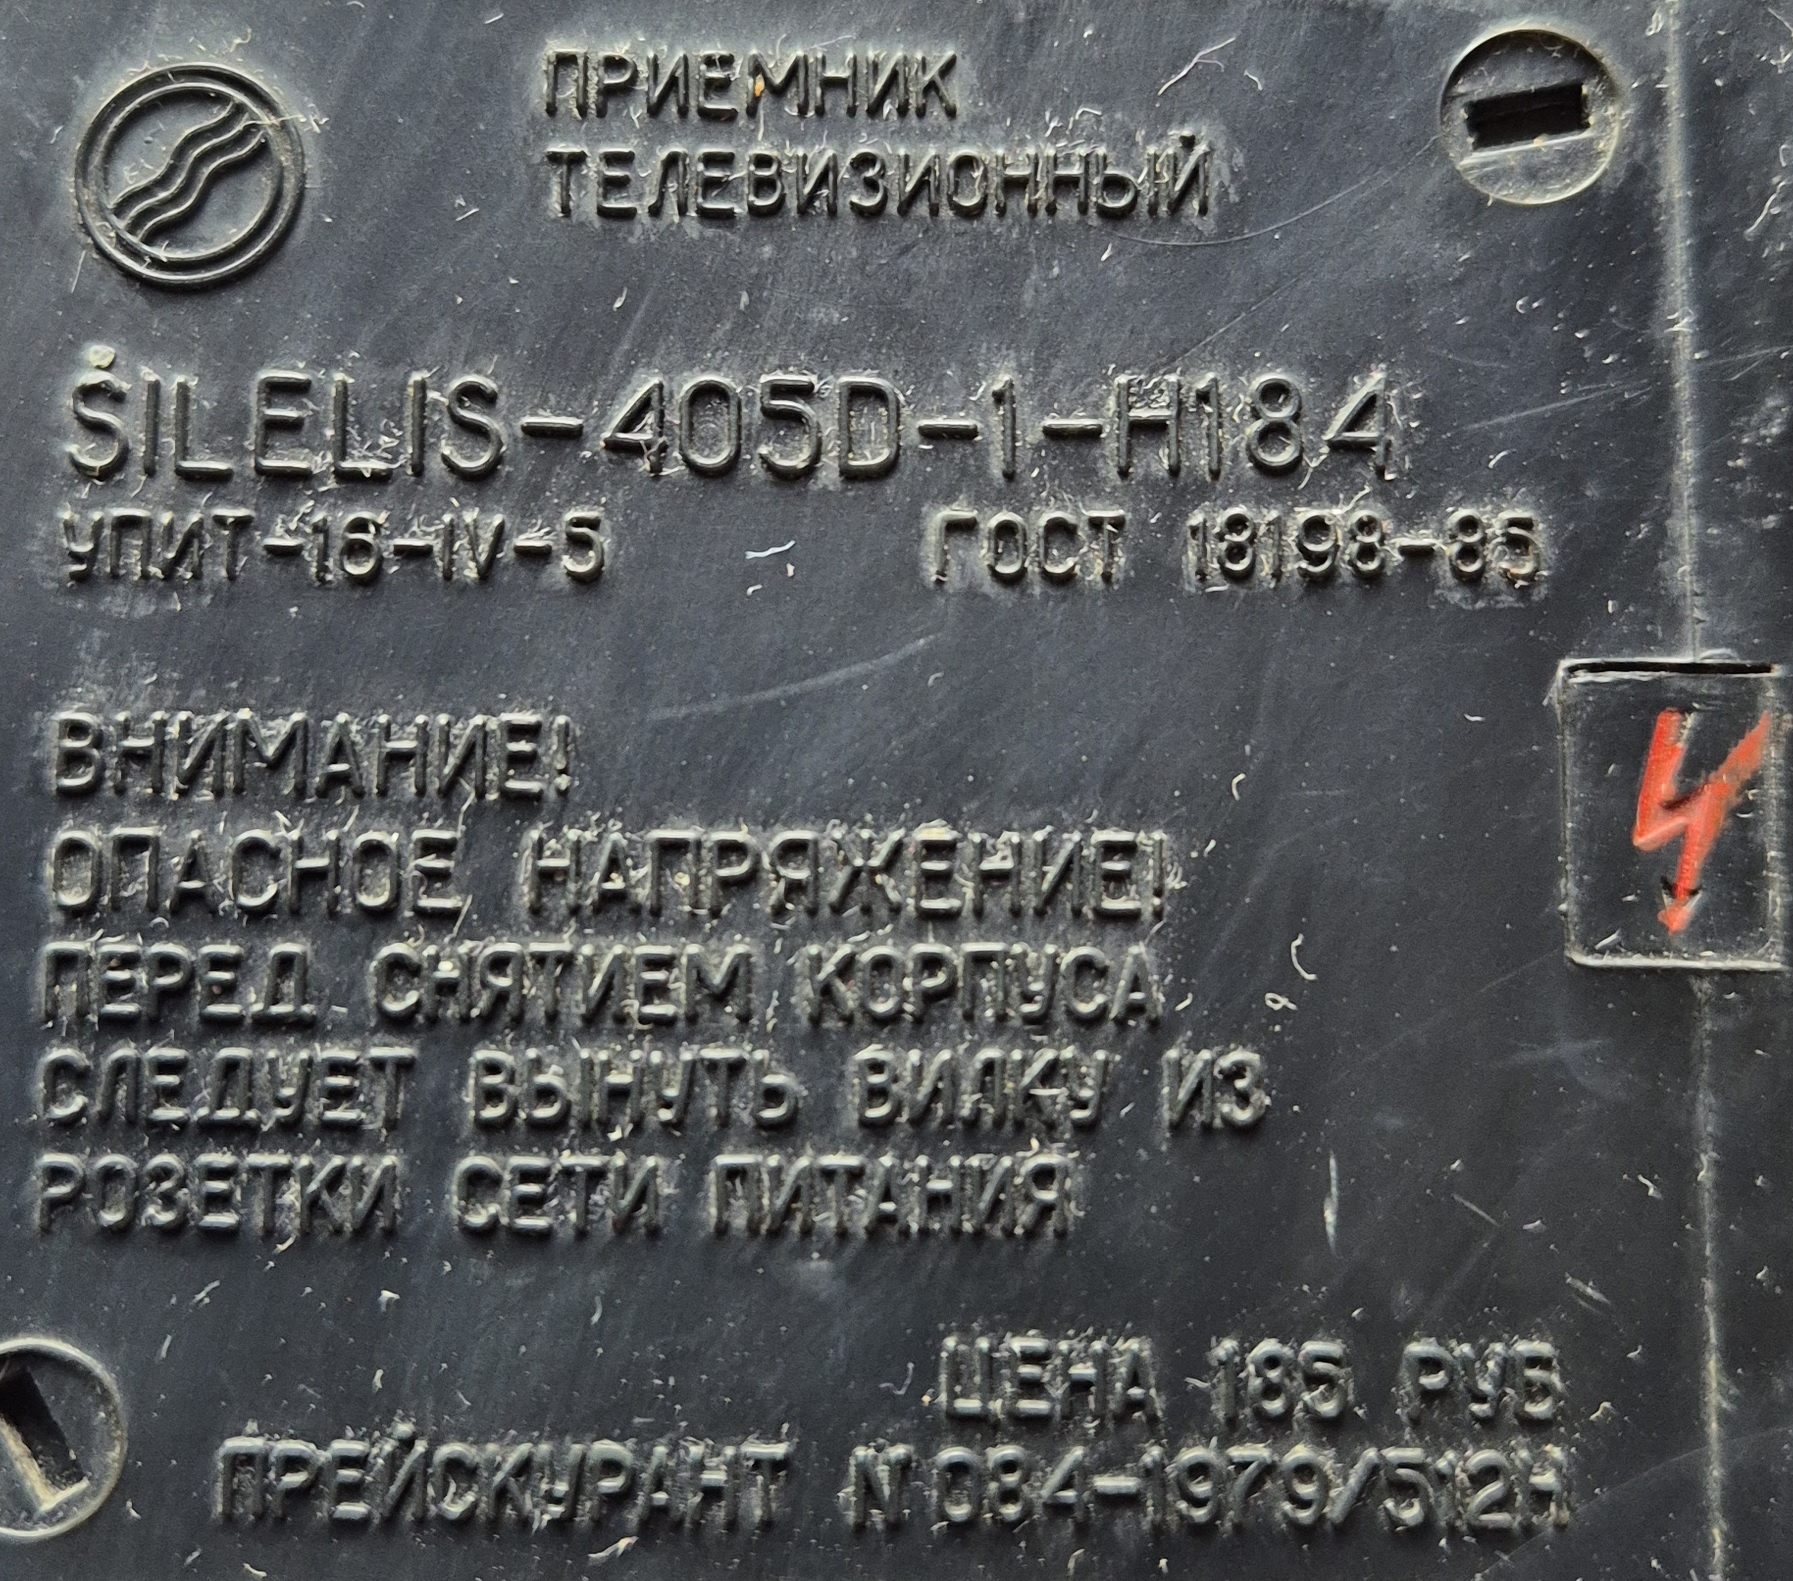 ПРИЕМНИК
ТЕЛЕВИЗИОННЫЙ
ŠILELIS-405D-1-H184
УПИТ-16-IV-5 ГОСТ 18198-85
ВНИМАНИЕ!
ОПАСНОЕ НАПРЯЖЕНИЕ!
ПЕРЕД СНЯТИЕМ КОРПУСА
СЛЕДУЕТ ВЫНУТЬ ВИЛКУ ИЗ
РОЗЕТКИ СЕТИ ПИТАНИЯ
ЦЕНА 185 РУБ
ПРЕЙСКУРАНТ N 084-1979/512Н